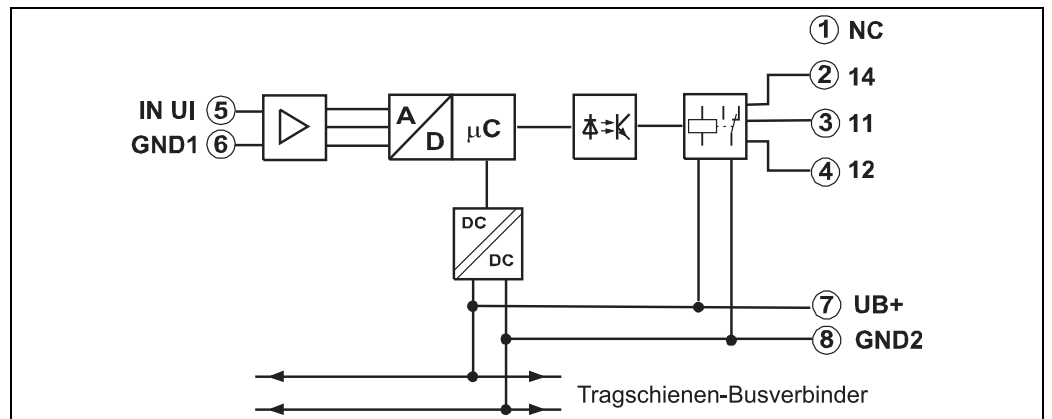 1 NC
2 14
IN UI 5
A
D
µC
3 11
GND1 6
4 12
DC
DC
7 UB+
8 GND2
Tragschienen-Busverbinder